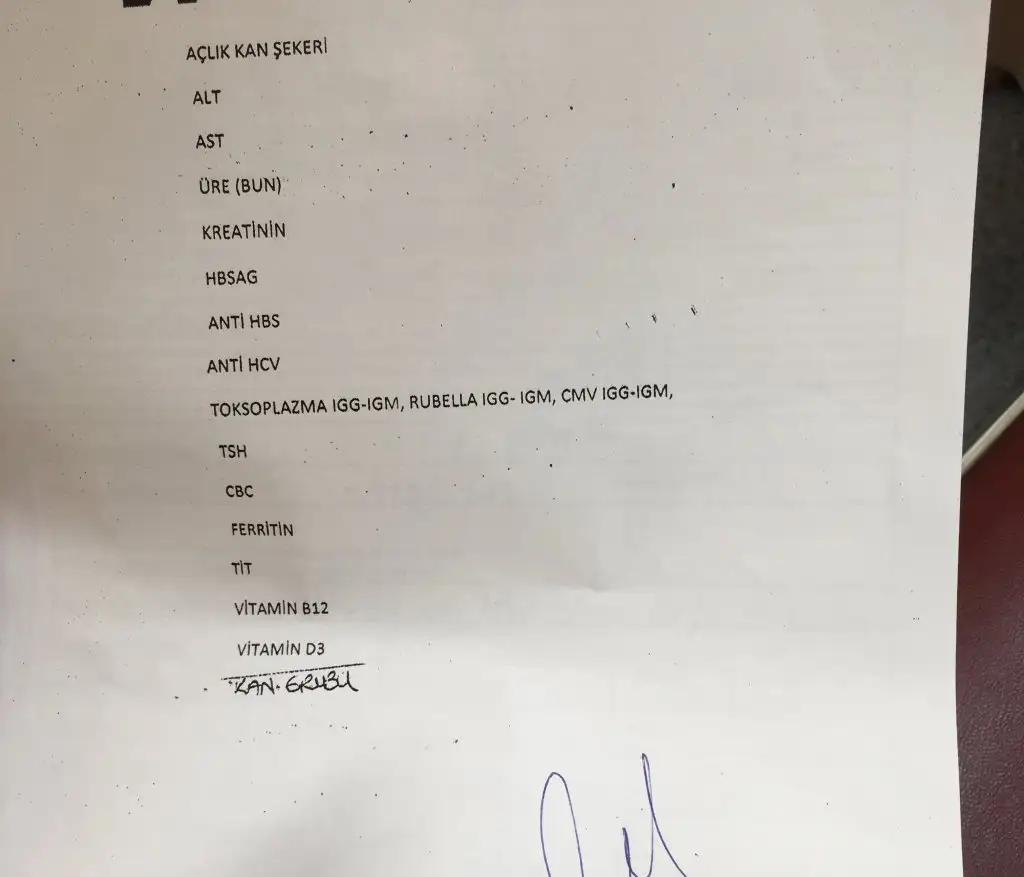 AÇLIK KAN ŞEKERİ
ALT
AST
ÜRE (BUN)
KREATİNİN
HBSAG
ANTİ HBS
ANTİ HCV
TOKSOPLAZMA IGG-IGM, RUBELLA IGG- IGM, CMV IGG-IGM,
TSH
CBC
FERRİTİN
TİT
VİTAMİN B12
VİTAMİN D3
KAN. GRUBU